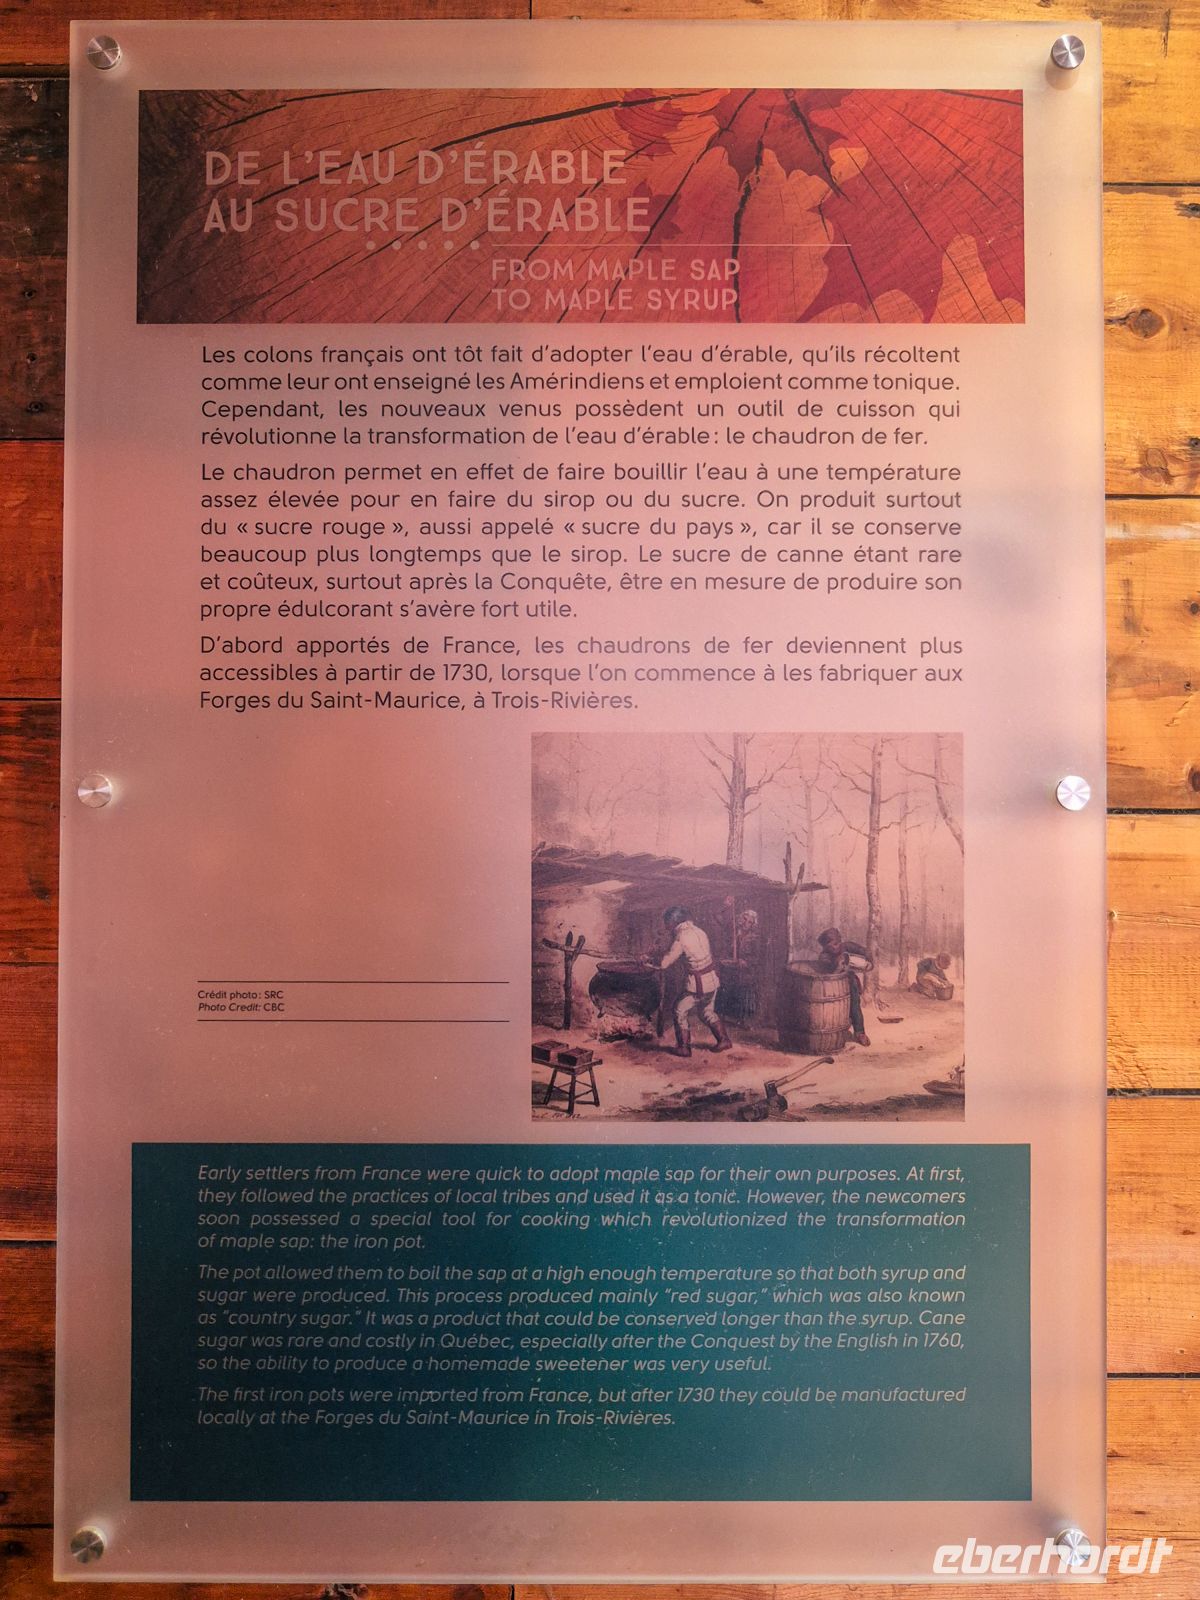 DE L'EAU D'ÉRABLE
AU SUCRE D'ÉRABLE
FROM MAPLE SAP
TO MAPLE SYRUP
Les colons français ont tôt fait d'adopter l'eau d'érable, qu'ils récoltent
comme leur ont enseigné les Amérindiens et emploient comme tonique.
Cependant, les nouveaux venus possèdent un outil de cuisson qui
révolutionne la transformation de l'eau d'érable : le chaudron de fer.
Le chaudron permet en effet de faire bouillir l'eau à une température
assez élevée pour en faire du sirop ou du sucre. On produit surtout
du « sucre rouge », aussi appelé « sucre du pays », car il se conserve
beaucoup plus longtemps que le sirop. Le sucre de canne étant rare
et coûteux, surtout après la Conquête, être en mesure de produire son
propre édulcorant s'avère fort utile.
D'abord apportés de France, les chaudrons de fer deviennent plus
accessibles à partir de 1730, lorsque l'on commence à les fabriquer aux
Forges du Saint-Maurice, à Trois-Rivières.
Crédit photo : SRC
Photo Credit: CBC
Early settlers from France were quick to adopt maple sap for their own purposes. At first,
they followed the practices of local tribes and used it as a tonic. However, the newcomers
soon possessed a special tool for cooking which revolutionized the transformation
of maple sap: the iron pot.
The pot allowed them to boil the sap at a high enough temperature so that both syrup and
sugar were produced. This process produced mainly "red sugar," which was also known
as "country sugar." It was a product that could be conserved longer than the syrup. Cane
sugar was rare and costly in Québec, especially after the Conquest by the English in 1760,
so the ability to produce a homemade sweetener was very useful.
The first iron pots were imported from France, but after 1730 they could be manufactured
locally at the Forges du Saint-Maurice in Trois-Rivières.
eberhardt